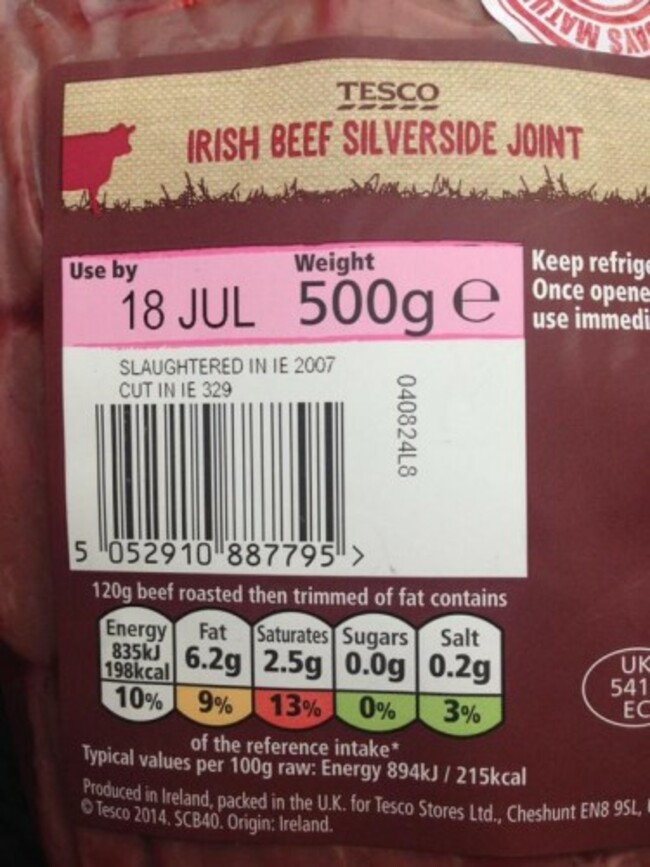 TESCO
IRISH BEEF SILVERSIDE JOINT
Use by
18 JUL
Weight
500g e
Keep
Once
use
SLAUGHTERED IN IE 2007
CUT IN IE 329
040824L8
5 052910 887795 >
120g beef roasted then trimmed of fat contains
Energy
835kJ
198kcal
10%
Fat
6.2g
9%
Saturates
2.5g
13%
Sugars
0.0g
0%
Salt
0.2g
3%
of the reference intake*
Typical values per 100g raw: Energy 894kJ / 215kcal
Produced in Ireland, packed in the U.K. for Tesco Stores Ltd., Cheshunt EN8 9SL,
© Tesco 2014. SCB40. Origin: Ireland.
UK
541
EC